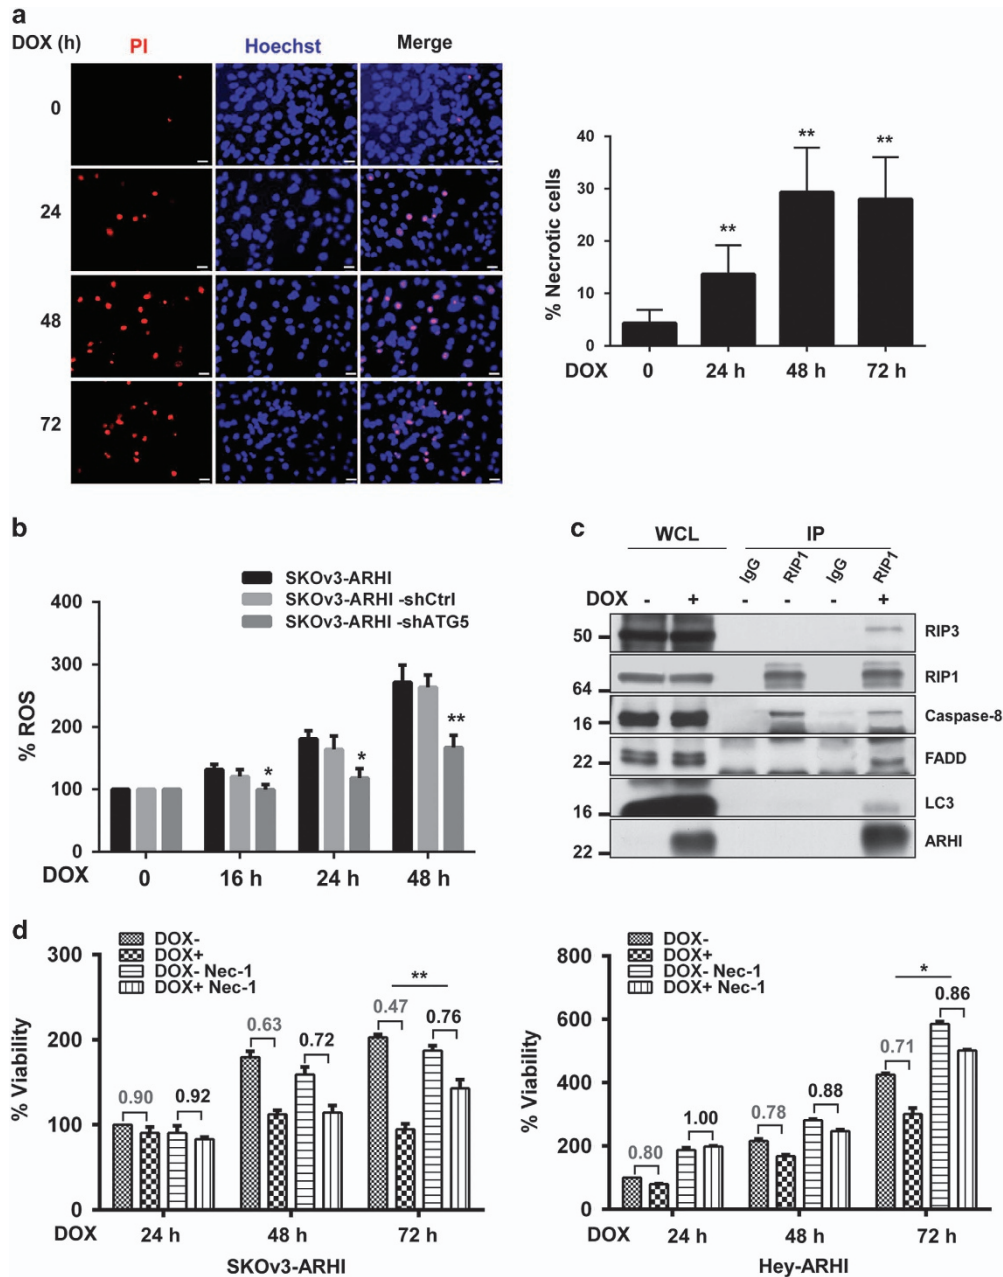 a
DOX (h) PI Hoechst Merge
0
24
48
72
% Necrotic cells
40
30
20
10
0
** ** **
DOX 0 24 h 48 h 72 h
b
SKOv3-ARHI
SKOv3-ARHI -shCtrl
SKOv3-ARHI -shATG5
% ROS
400
300
200
100
0
* * **
DOX 0 16 h 24 h 48 h
c
WCL IP
IgG RIP1 IgG RIP1
DOX - + - - - +
50 RIP3
64 RIP1
16 Caspase-8
22 FADD
16 LC3
22 ARHI
d
DOX-
DOX+
DOX- Nec-1
DOX+ Nec-1
% Viability
300
200
100
0
0.90 0.92 0.63 0.72 0.47 0.76
**
DOX 24 h 48 h 72 h
SKOv3-ARHI
DOX-
DOX+
DOX- Nec-1
DOX+ Nec-1
% Viability
800
600
400
200
0
0.80 1.00 0.78 0.88 0.71 0.86
*
DOX 24 h 48 h 72 h
Hey-ARHI